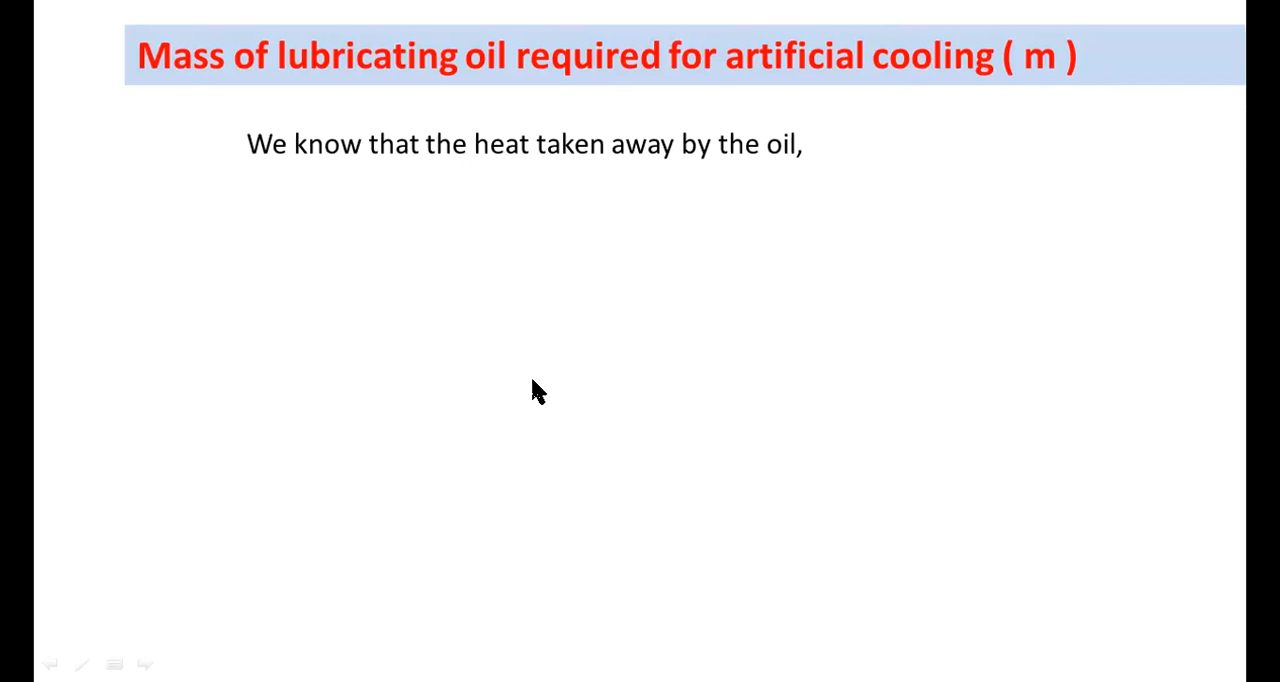 Mass of lubricating oil required for artificial cooling ( m )
We know that the heat taken away by the oil,